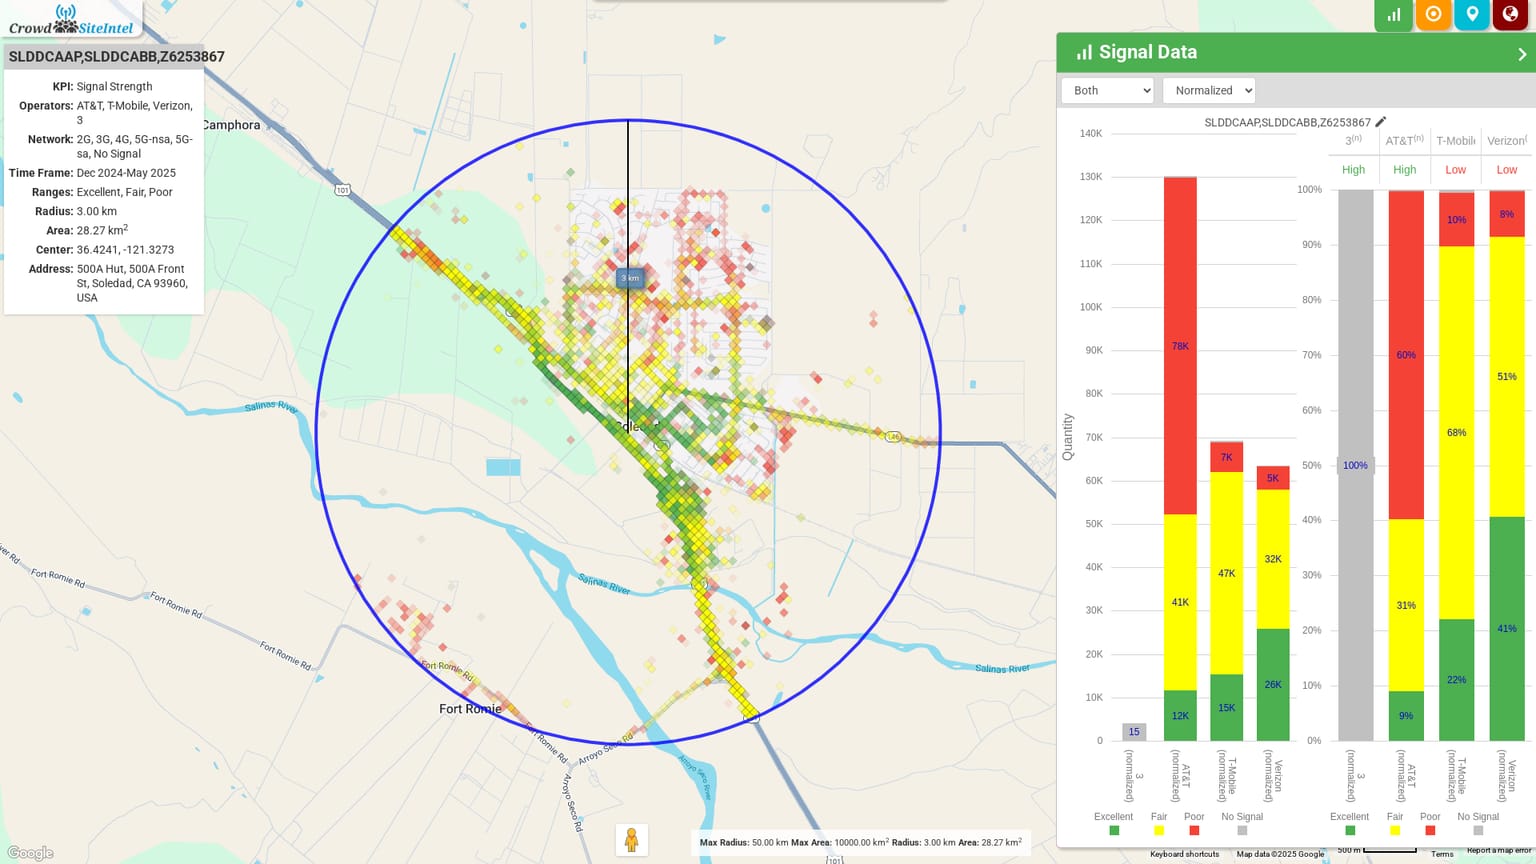 Crowd SiteIntel
SLDDCAAP,SLDDCABB,Z6253867
KPI: Signal Strength
Operators: AT&T, T-Mobile, Verizon,
3
Network: 2G, 3G, 4G, 5G-nsa, 5G-
sa, No Signal
Time Frame: Dec 2024-May 2025
Ranges: Excellent, Fair, Poor
Radius: 3.00 km
Area: 28.27 km²
Center: 36.4241, -121.3273
Address: 500A Hut, 500A Front
St, Soledad, CA 93960,
USA
Camphora
101
3 km
Salinas River
146
Salinas River
Salinas River
Fort Romie Rd
Fort Romie Rd
Fort Romie Rd
Fort Romie Rd
Fort Romie
Fort Romie Rd
Arroyo Seco Rd
Arroyo Seco Rd
Arroyo Seco River
101
Google
Max Radius: 50.00 km Max Area: 10000.00 km² Radius: 3.00 km Area: 28.27 km²
Signal Data
Both
Normalized
SLDDCAAP,SLDDCABB,Z6253867
Quantity
140K
130K
120K
110K
100K
90K
80K
70K
60K
50K
40K
30K
20K
10K
0
15
78K
41K
12K
7K
47K
15K
5K
32K
26K
3 (normalized)
AT&T (normalized)
T-Mobile (normalized)
Verizon (normalized)
Excellent Fair Poor No Signal
3(n) AT&T(n) T-Mobile Verizon(
High High Low Low
100%
90%
80%
70%
60%
50%
40%
30%
20%
10%
0%
100%
60%
31%
9%
10%
68%
22%
8%
51%
41%
3 (normalized)
AT&T (normalized)
T-Mobile (normalized)
Verizon (normalized)
Excellent Fair Poor No Signal
Keyboard shortcuts Map data ©2025 Google 500 m Terms Report a map error